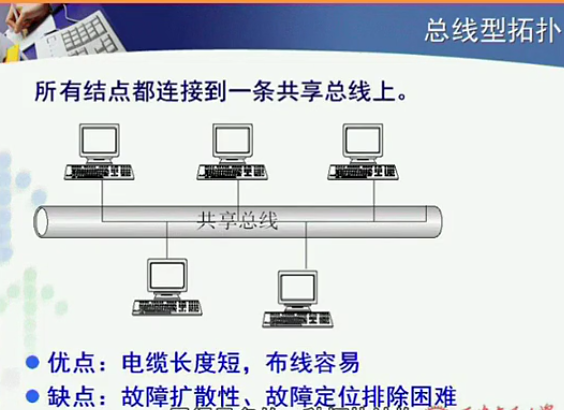 总线型拓扑
所有结点都连接到一条共享总线上。
共享总线
优点：电缆长度短，布线容易
缺点：故障扩散性、故障定位排除困难